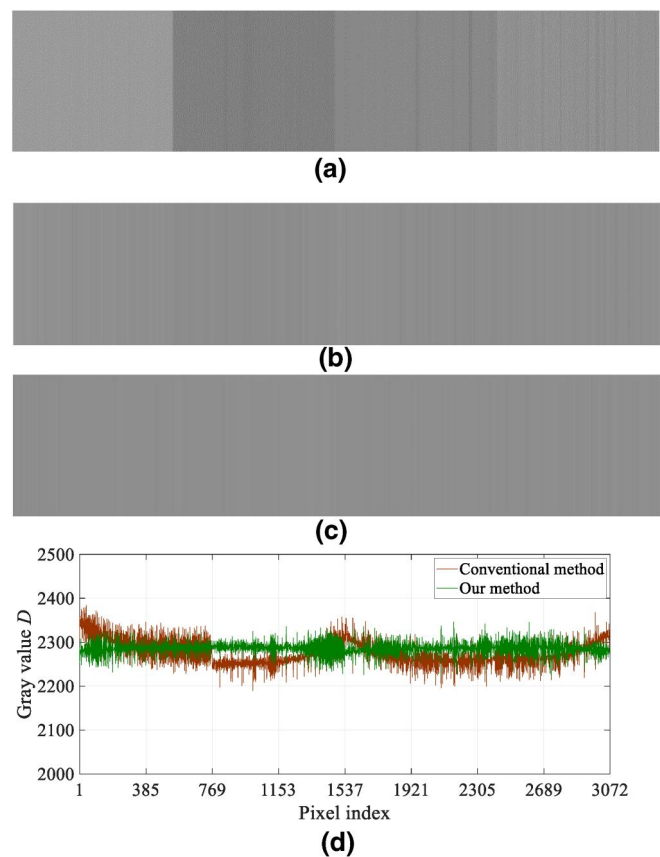 (a)
(b)
(c)
2500
2400
2300
2200
2100
2000
Gray value D
Conventional method
Our method
1 385 769 1153 1537 1921 2305 2689 3072
Pixel index
(d)